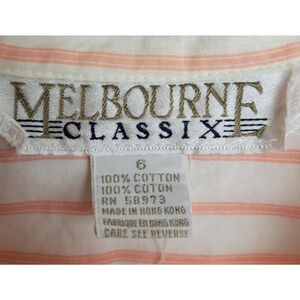 MELBOURNE
CLASSIX
6
100% COTTON
100% COTON
RN 58973
MADE IN HONG KONG
FABRIQUE EN HONG KONG
CARE SEE REVERSE